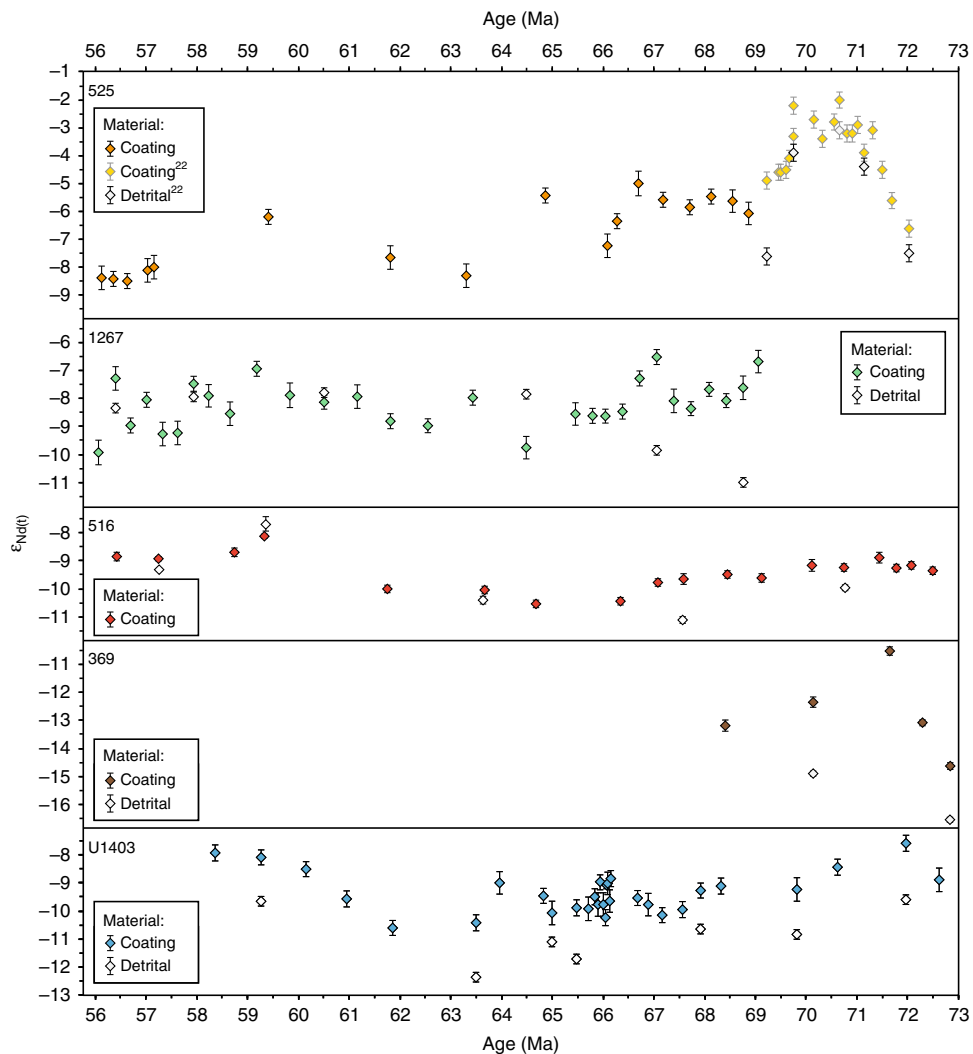 Age (Ma)
56 57 58 59 60 61 62 63 64 65 66 67 68 69 70 71 72 73
525
Material:
Coating
Coating22
Detrital22
−1
−2
−3
−4
−5
−6
−7
−8
−9
1267
Material:
Coating
Detrital
−6
−7
−8
−9
−10
−11
εNd(t)
516
Material:
Coating
−8
−9
−10
−11
369
Material:
Coating
Detrital
−11
−12
−13
−14
−15
−16
U1403
Material:
Coating
Detrital
−8
−9
−10
−11
−12
−13
56 57 58 59 60 61 62 63 64 65 66 67 68 69 70 71 72 73
Age (Ma)